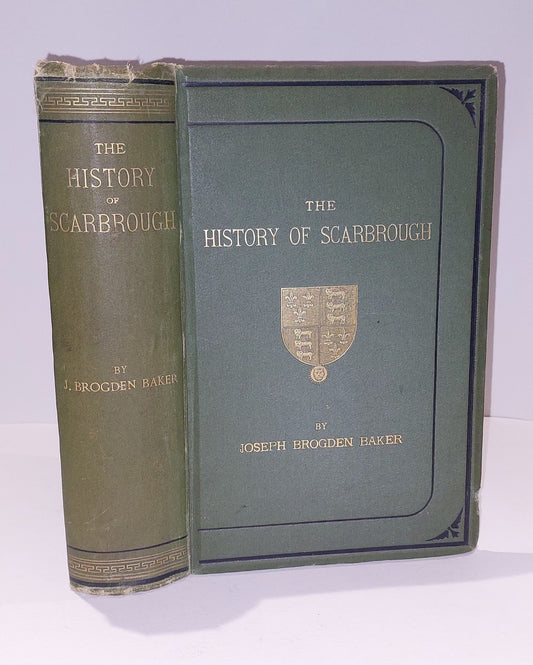 THE
HISTORY
OF
SCARBROUGH
BY
J. BROGDEN BAKER
THE
HISTORY OF SCARBROUGH
BY
JOSEPH BROGDEN BAKER